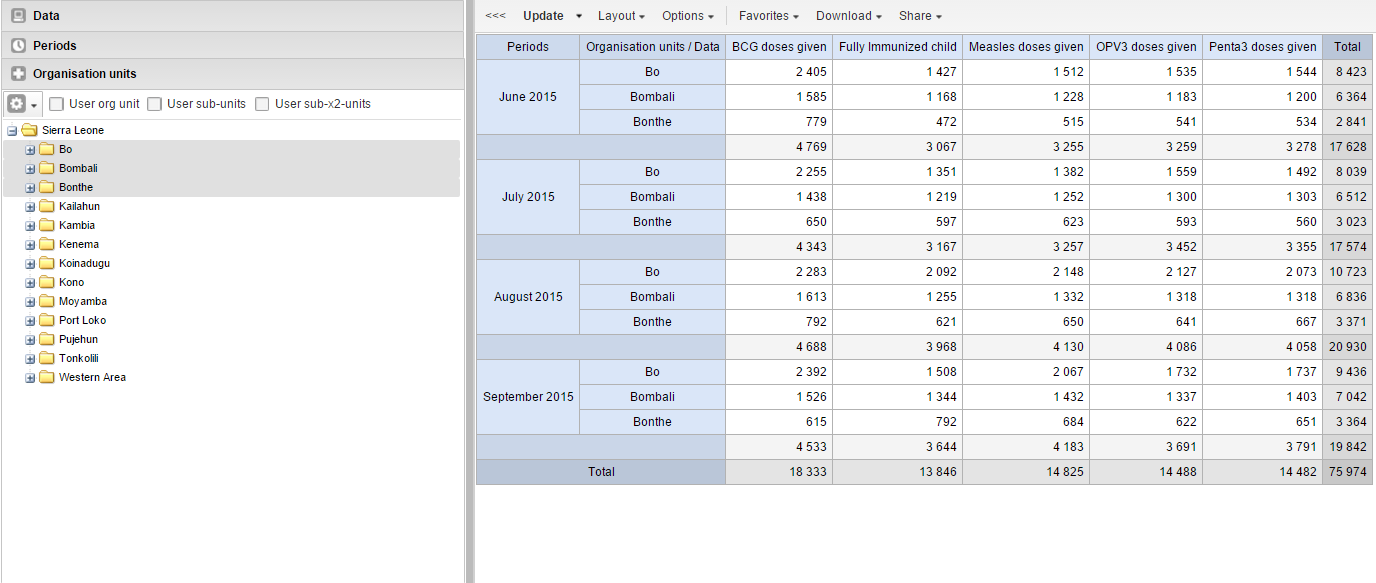 Data
Periods
Organisation units
User org unit User sub-units User sub-x2-units
Sierra Leone
Bo
Bombali
Bonthe
Kailahun
Kambia
Kenema
Koinadugu
Kono
Moyamba
Port Loko
Pujehun
Tonkolili
Western Area
<<< Update Layout Options Favorites Download Share
Periods Organisation units / Data BCG doses given Fully Immunized child Measles doses given OPV3 doses given Penta3 doses given Total
June 2015 Bo 2 405 1 427 1 512 1 535 1 544 8 423
Bombali 1 585 1 168 1 228 1 183 1 200 6 364
Bonthe 779 472 515 541 534 2 841
4 769 3 067 3 255 3 259 3 278 17 628
July 2015 Bo 2 255 1 351 1 382 1 559 1 492 8 039
Bombali 1 438 1 219 1 252 1 300 1 303 6 512
Bonthe 650 597 623 593 560 3 023
4 343 3 167 3 257 3 452 3 355 17 574
August 2015 Bo 2 283 2 092 2 148 2 127 2 073 10 723
Bombali 1 613 1 255 1 332 1 318 1 318 6 836
Bonthe 792 621 650 641 667 3 371
4 688 3 968 4 130 4 086 4 058 20 930
September 2015 Bo 2 392 1 508 2 067 1 732 1 737 9 436
Bombali 1 526 1 344 1 432 1 337 1 403 7 042
Bonthe 615 792 684 622 651 3 364
4 533 3 644 4 183 3 691 3 791 19 842
Total 18 333 13 846 14 825 14 488 14 482 75 974